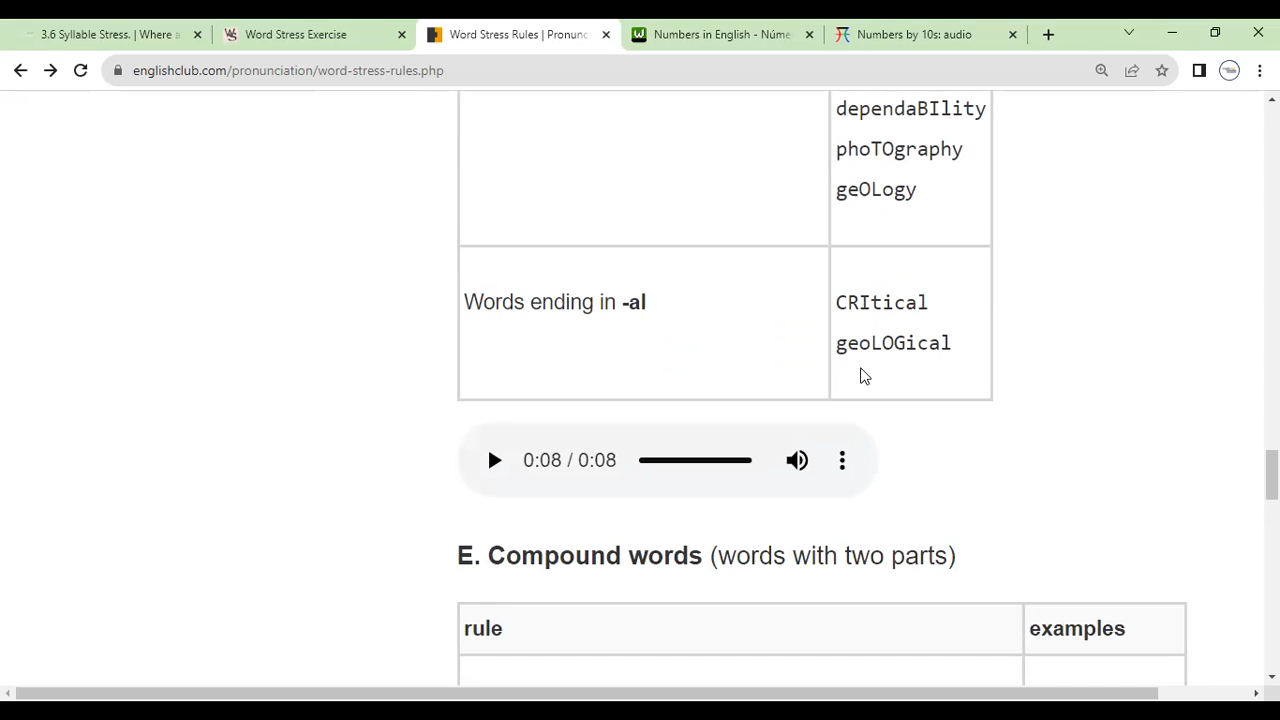 3.6 Syllable Stress. | Where a
Word Stress Exercise
Word Stress Rules | Pronunc
Numbers in English - Núme
Numbers by 10s: audio
englishclub.com/pronunciation/word-stress-rules.php
dependaBIlity
phoTOgraphy
geOLogy
Words ending in -al
CRItical
geoLOGical
0:08 / 0:08
E. Compound words (words with two parts)
rule
examples